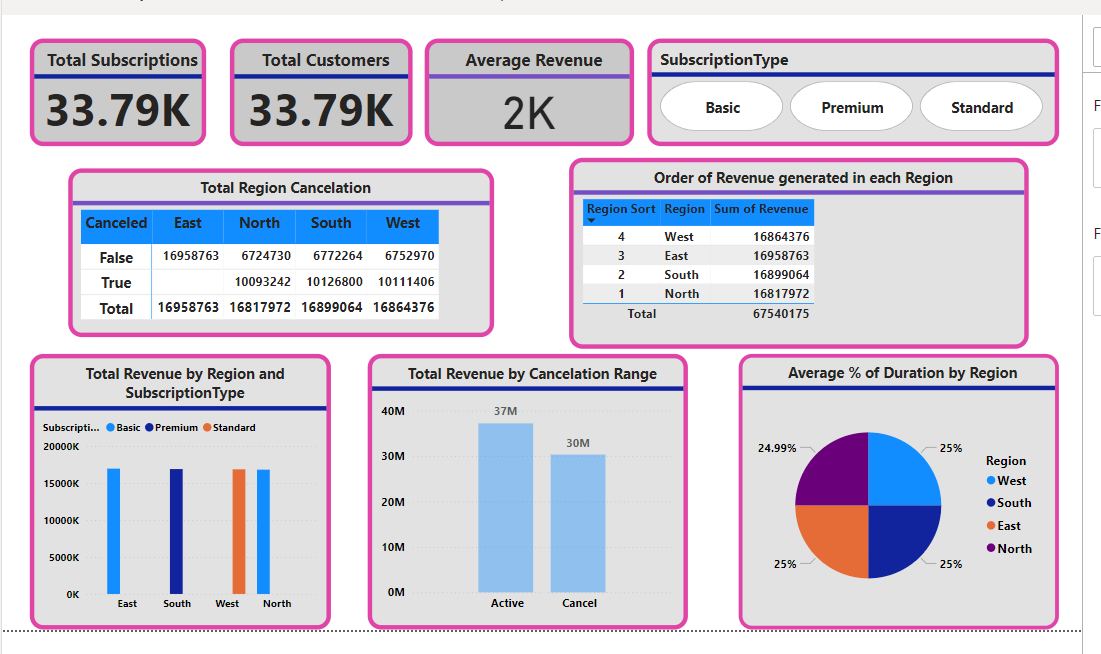 Total Subscriptions
33.79K
Total Customers
33.79K
Average Revenue
2K
SubscriptionType
Basic
Premium
Standard
Total Region Cancelation
Canceled East North South West
False 16958763 6724730 6772264 6752970
True 10093242 10126800 10111406
Total 16958763 16817972 16899064 16864376
Order of Revenue generated in each Region
Region Sort Region Sum of Revenue
4 West 16864376
3 East 16958763
2 South 16899064
1 North 16817972
Total 67540175
Total Revenue by Region and
SubscriptionType
Subscripti... Basic Premium Standard
20000K
15000K
10000K
5000K
0K
East South West North
Total Revenue by Cancelation Range
40M
30M
20M
10M
0M
37M
30M
Active Cancel
Average % of Duration by Region
24.99%
25%
25%
25%
Region
West
South
East
North
F
F